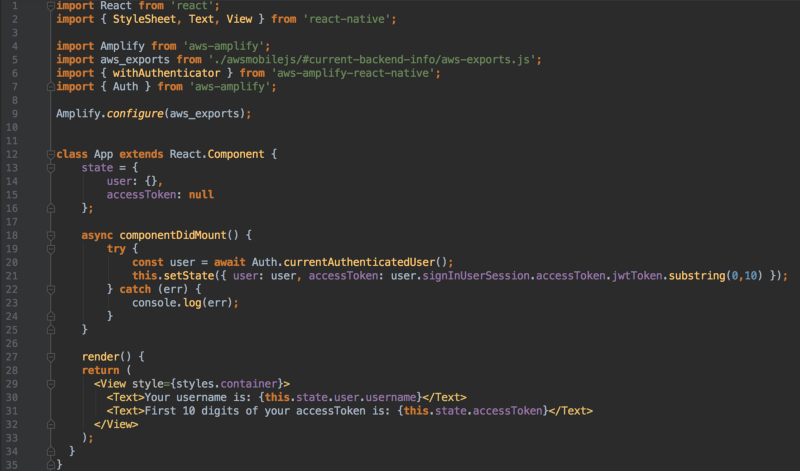 1 import React from 'react';
2 import { StyleSheet, Text, View } from 'react-native';
3
4 import Amplify from 'aws-amplify';
5 import aws_exports from './awsmobilejs/#current-backend-info/aws-exports.js';
6 import { withAuthenticator } from 'aws-amplify-react-native';
7 import { Auth } from 'aws-amplify';
8
9 Amplify.configure(aws_exports);
10
11
12 class App extends React.Component {
13     state = {
14         user: {},
15         accessToken: null
16     };
17
18     async componentDidMount() {
19         try {
20             const user = await Auth.currentAuthenticatedUser();
21             this.setState({ user: user, accessToken: user.signInUserSession.accessToken.jwtToken.substring(0,10) });
22         } catch (err) {
23             console.log(err);
24         }
25     }
26
27     render() {
28     return (
29       <View style={styles.container}>
30         <Text>Your username is: {this.state.user.username}</Text>
31         <Text>First 10 digits of your accessToken is: {this.state.accessToken}</Text>
32       </View>
33     );
34   }
35 }